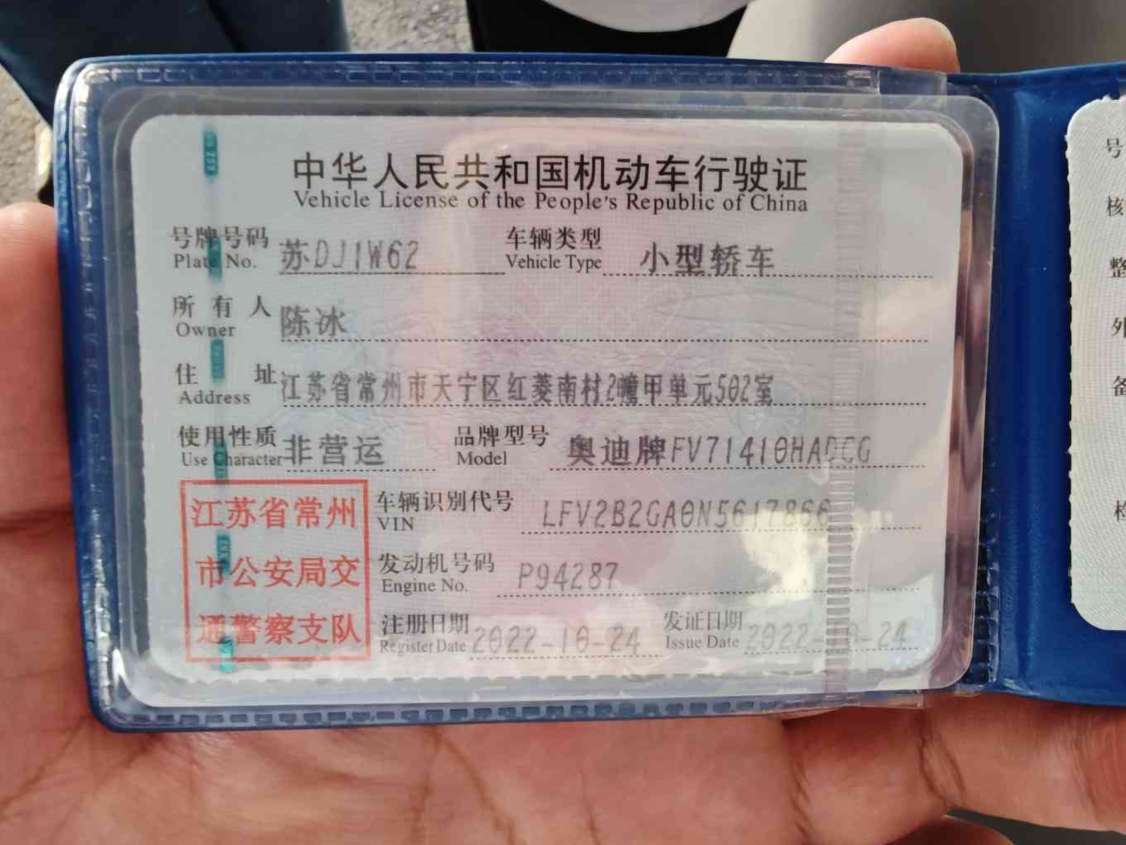 中华人民共和国机动车行驶证
Vehicle License of the People's Republic of China
号牌号码 苏DJ1W62 车辆类型 小型轿车
Plate No. Vehicle Type
所有人 陈冰
Owner
住址 江苏省常州市天宁区红菱南村2幢甲单元502室
Address
使用性质 非营运 品牌型号 奥迪牌FV71410HADCG
Use Character Model
江苏省常州
市公安局交
通警察支队
车辆识别代号 LFV2B2GA0N5617866
VIN
发动机号码 P94287
Engine No.
注册日期 2022-10-24 发证日期 2022-10-24
Register Date Issue Date
号
核
整
外
备
检